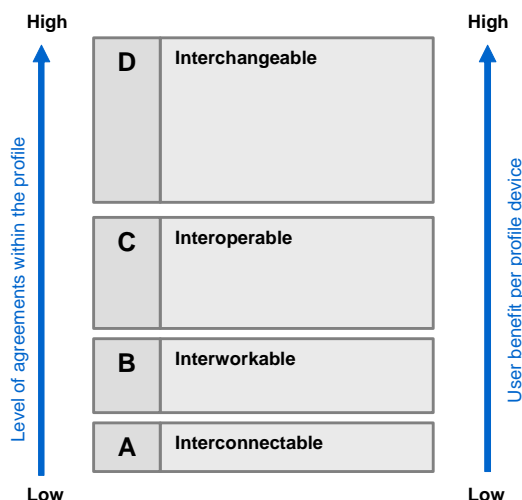 High
High
D
Interchangeable
C
Interoperable
B
Interworkable
A
Interconnectable
Level of agreements within the profile
User benefit per profile device
Low
Low